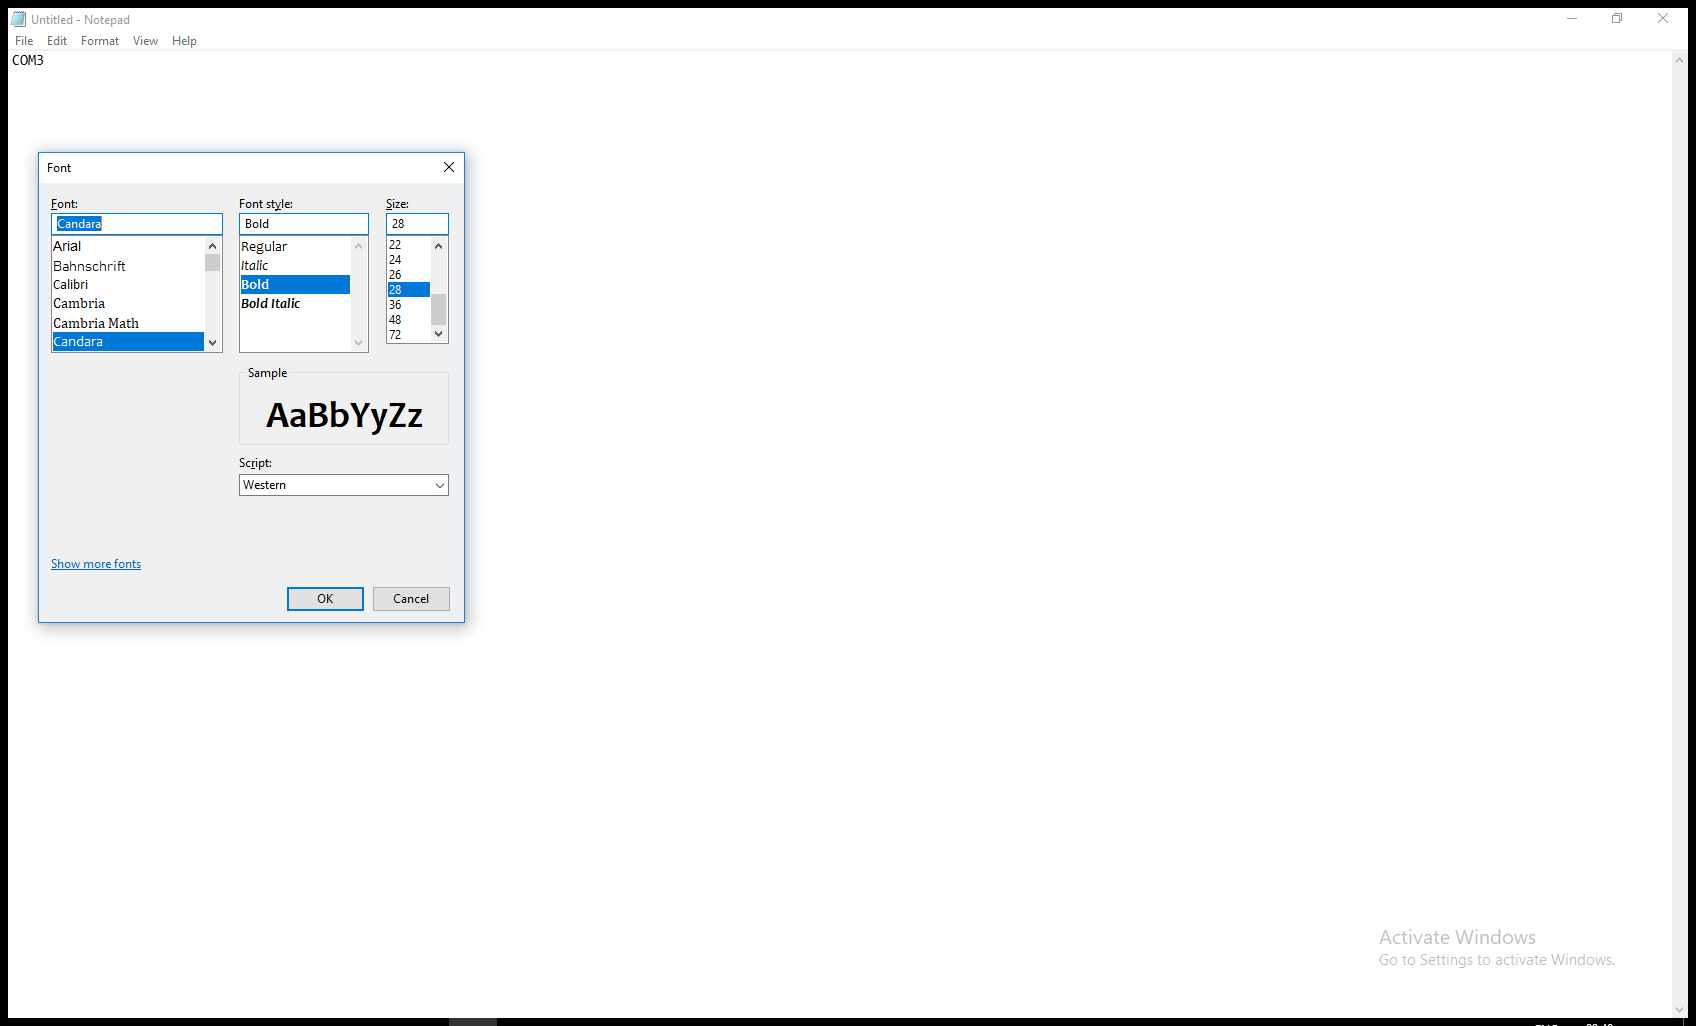 Untitled - Notepad
File Edit Format View Help
COM3
Font
Font: Font style: Size:
Candara Bold 28
Arial
Bahnschrift
Calibri
Cambria
Cambria Math
Candara
Regular
Italic
Bold
Bold Italic
22
24
26
28
36
48
72
Sample
AaBbYyZz
Script:
Western
Show more fonts
OK Cancel
Activate Windows
Go to Settings to activate Windows.